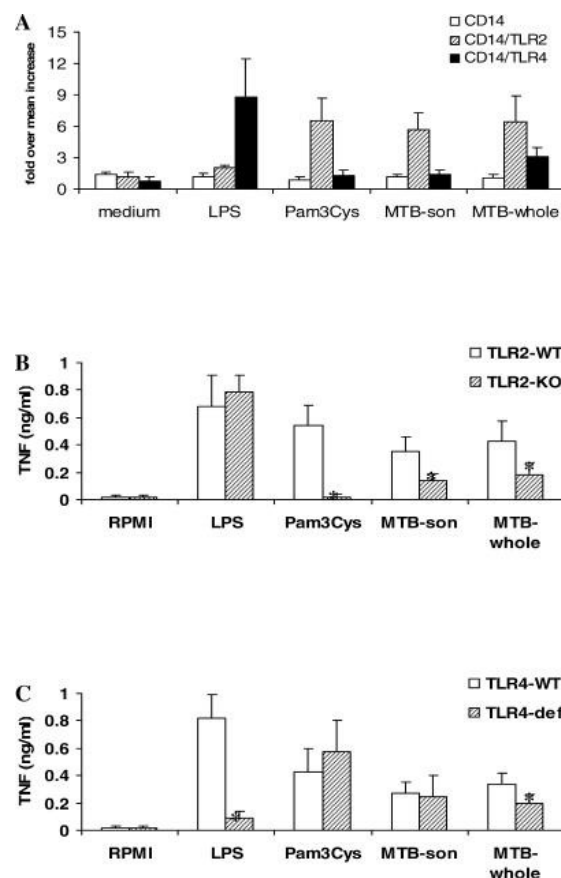 A
CD14
CD14/TLR2
CD14/TLR4
fold over mean increase
15
12
9
6
3
0
medium LPS Pam3Cys MTB-son MTB-whole
B
TLR2-WT
TLR2-KO
TNF (ng/ml)
1
0.8
0.6
0.4
0.2
0
* * *
RPMI LPS Pam3Cys MTB-son MTB-
whole
C
TLR4-WT
TLR4-def
TNF (ng/ml)
1
0.8
0.6
0.4
0.2
0
* *
RPMI LPS Pam3Cys MTB-son MTB-
whole